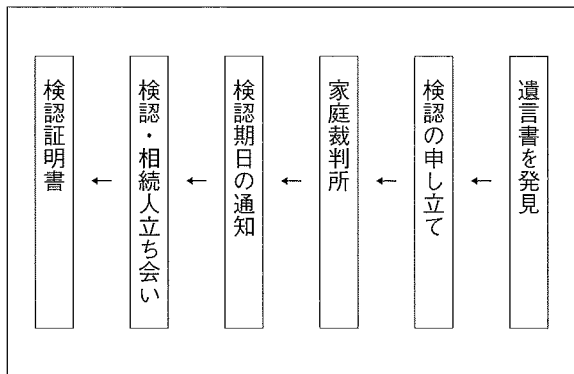 遺言書を発見
検認の申し立て
家庭裁判所
検認期日の通知
検認・相続人立ち会い
検認証明書